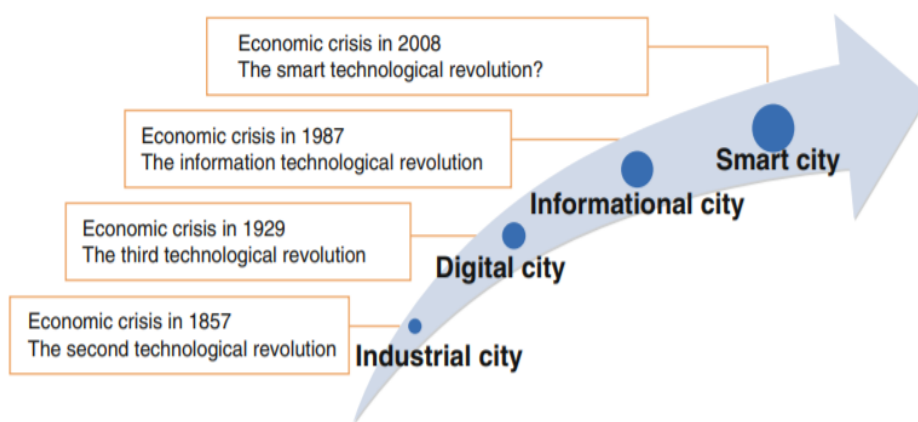 Economic crisis in 2008
The smart technological revolution?
Smart city
Economic crisis in 1987
The information technological revolution
Informational city
Economic crisis in 1929
The third technological revolution
Digital city
Economic crisis in 1857
The second technological revolution
Industrial city